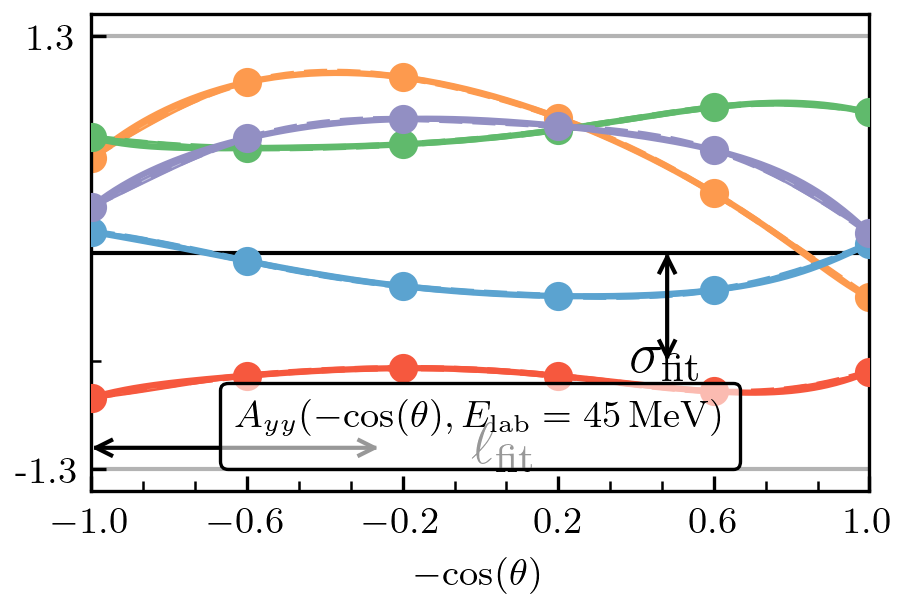 1.3
σfit
Ayy(−cos(θ), Elab = 45 MeV)
ℓfit
-1.3
−1.0 −0.6 −0.2 0.2 0.6 1.0
−cos(θ)